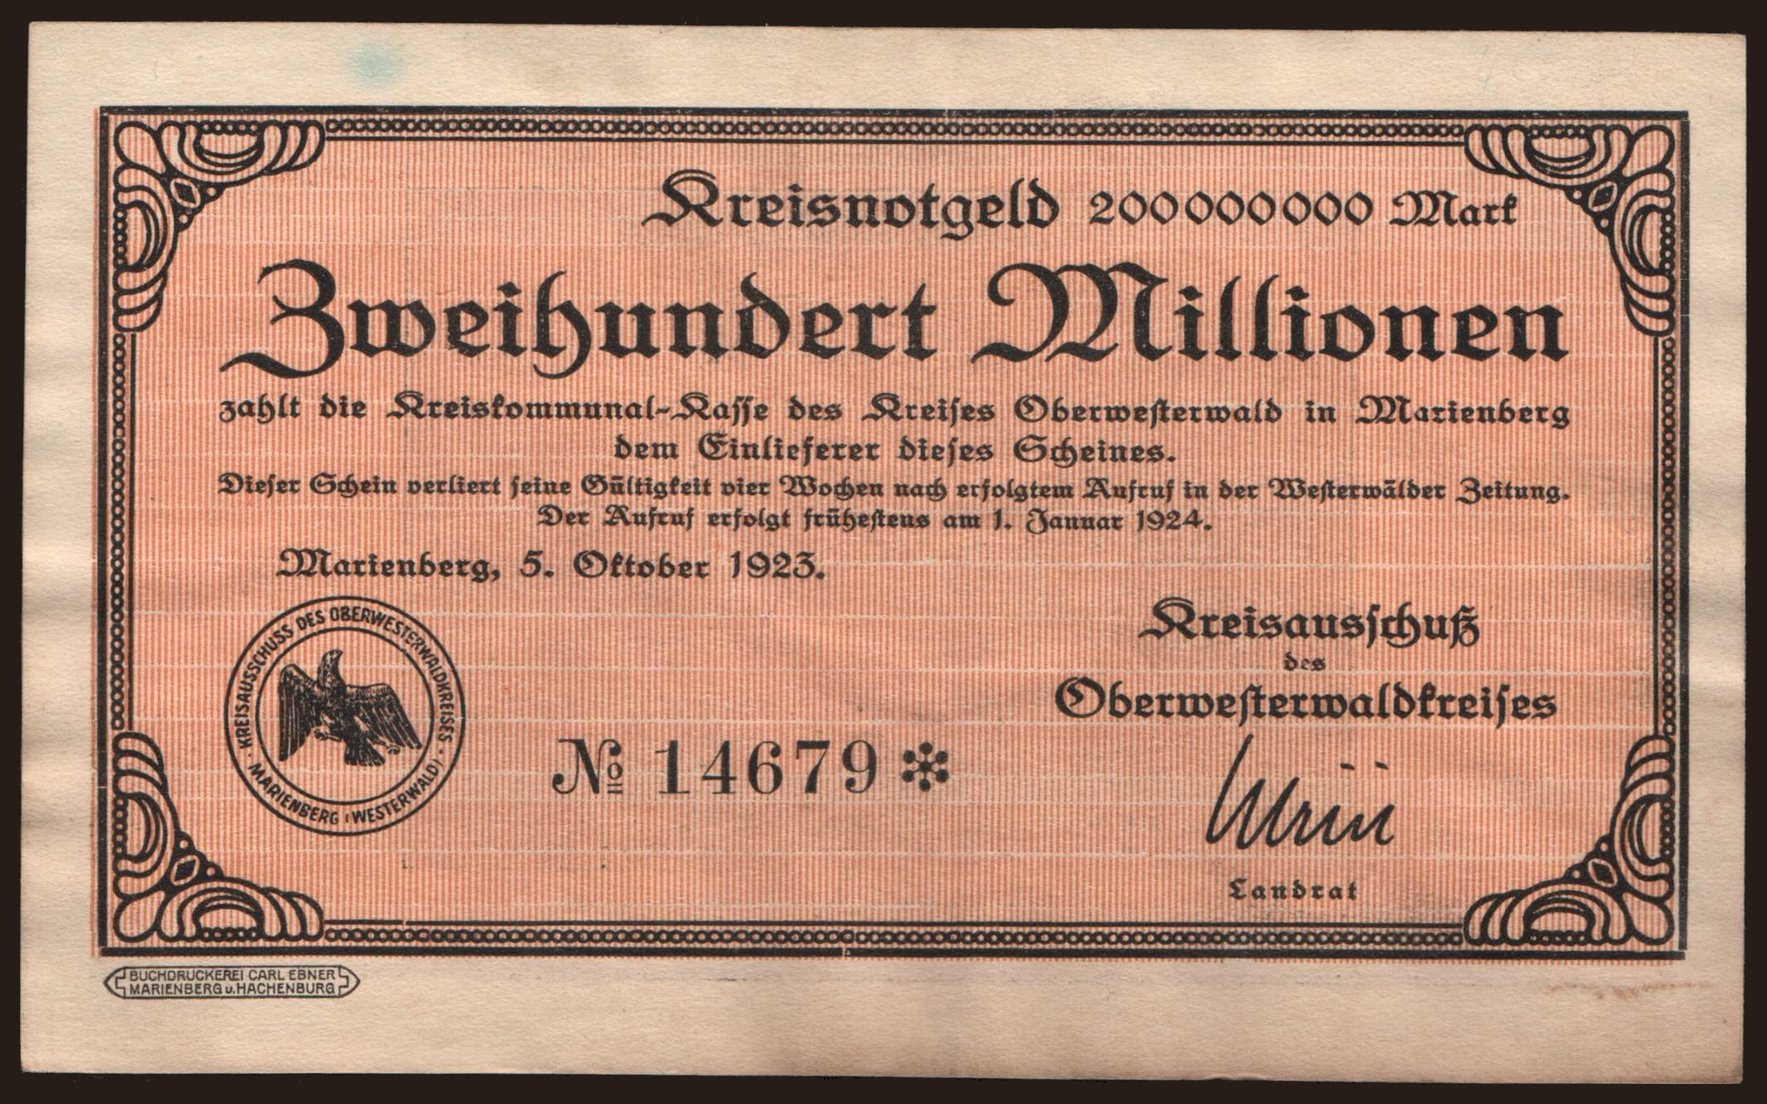 Kreisnotgeld 200000000 Mark
Zweihundert Millionen
zahlt die Kreiskommunal-Kasse des Kreises Oberwesterwald in Marienberg
dem Einlieferer dieses Scheines.
Dieser Schein verliert seine Gültigkeit vier Wochen nach erfolgtem Aufruf in der Westerwälder Zeitung.
Der Aufruf erfolgt frühestens am 1. Januar 1924.
Marienberg, 5. Oktober 1923.
KREISAUSSCHUSS DES OBERWESTERWALDKREISES
MARIENBERG (WESTERWALD)
Kreisausschuß
des
Oberwesterwaldkreises
№ 14679 *
Landrat
BUCHDRUCKEREI CARL EBNER
MARIENBERG u. HACHENBURG